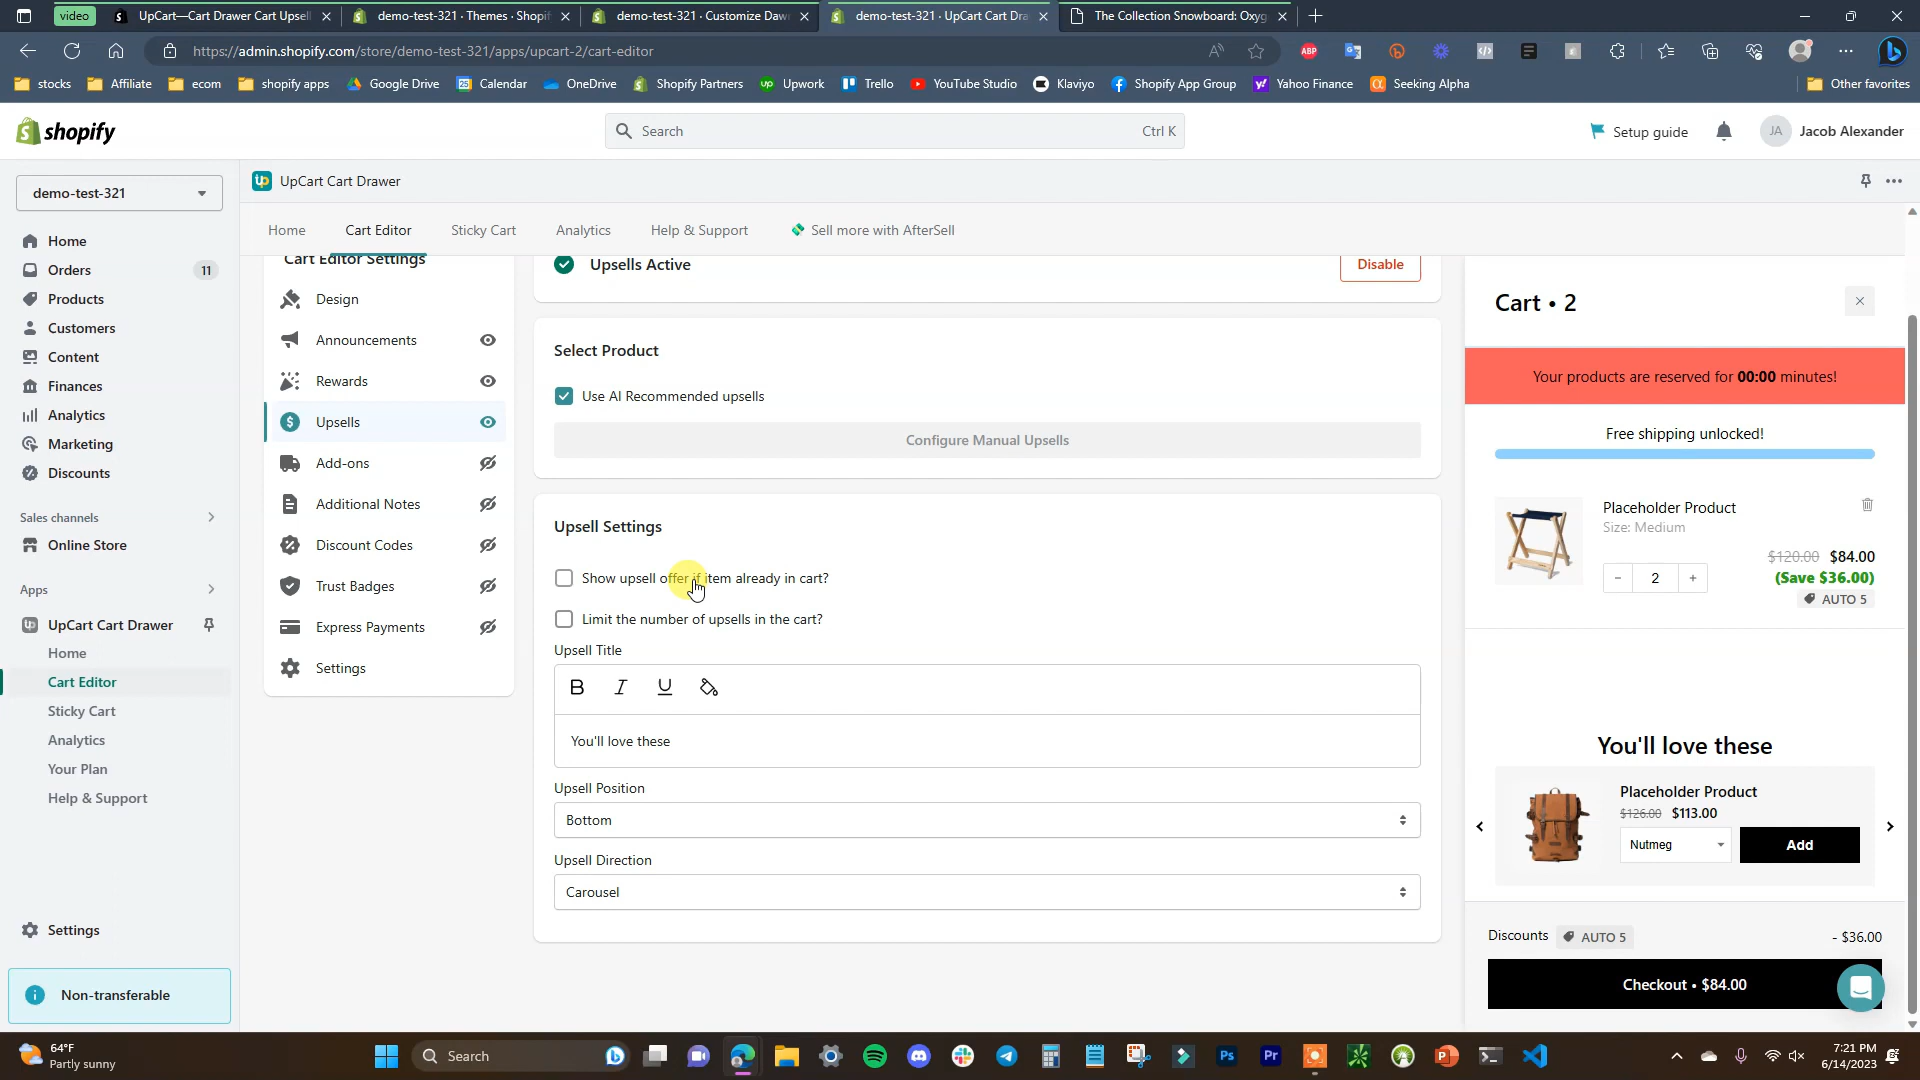 video
UpCart—Cart Drawer Cart Upsell
demo-test-321 · Themes · Shopif
demo-test-321 · Customize Daw
demo-test-321 · UpCart Cart Dra
The Collection Snowboard: Oxyg
https://admin.shopify.com/store/demo-test-321/apps/upcart-2/cart-editor
ABP
stocks
Affiliate
ecom
shopify apps
Google Drive
Calendar
OneDrive
Shopify Partners
Upwork
Trello
YouTube Studio
Klaviyo
Shopify App Group
Yahoo Finance
Seeking Alpha
Other favorites
shopify
Search
Ctrl K
Setup guide
JA
Jacob Alexander
demo-test-321
Home
Orders
11
Products
Customers
Content
Finances
Analytics
Marketing
Discounts
Sales channels
Online Store
Apps
UpCart Cart Drawer
Home
Cart Editor
Sticky Cart
Analytics
Your Plan
Help & Support
Settings
Non-transferable
UpCart Cart Drawer
Home
Cart Editor
Sticky Cart
Analytics
Help & Support
Sell more with AfterSell
Cart Editor Settings
Design
Announcements
Rewards
Upsells
Add-ons
Additional Notes
Discount Codes
Trust Badges
Express Payments
Settings
Upsells Active
Disable
Select Product
Use AI Recommended upsells
Configure Manual Upsells
Upsell Settings
Show upsell offer if item already in cart?
Limit the number of upsells in the cart?
Upsell Title
B I U
You'll love these
Upsell Position
Bottom
Upsell Direction
Carousel
Cart • 2
Your products are reserved for 00:00 minutes!
Free shipping unlocked!
Placeholder Product
Size: Medium
$120.00 $84.00
(Save $36.00)
- 2 +
AUTO 5
You'll love these
Placeholder Product
$126.00 $113.00
Nutmeg
Add
Discounts
AUTO 5
- $36.00
Checkout • $84.00
64°F
Partly sunny
Search
Ps
Pr
7:21 PM
6/14/2023